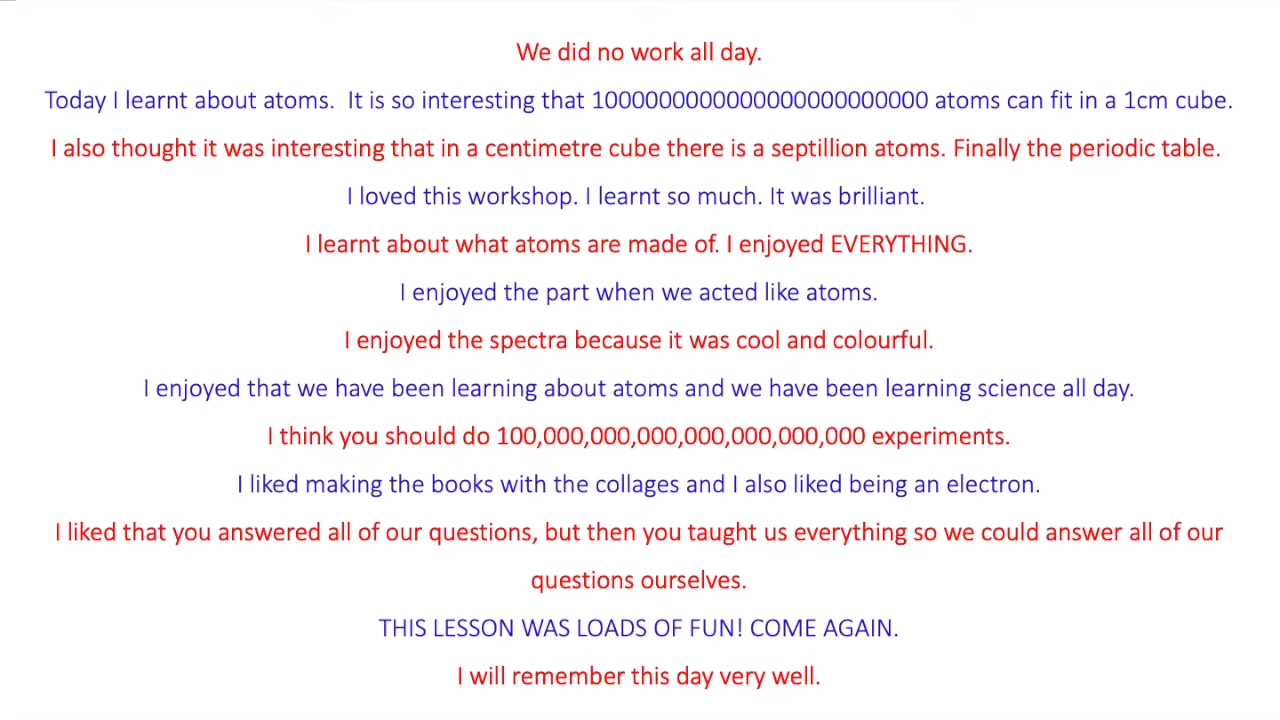 We did no work all day.
Today I learnt about atoms. It is so interesting that 1000000000000000000000000 atoms can fit in a 1cm cube.
I also thought it was interesting that in a centimetre cube there is a septillion atoms. Finally the periodic table.
I loved this workshop. I learnt so much. It was brilliant.
I learnt about what atoms are made of. I enjoyed EVERYTHING.
I enjoyed the part when we acted like atoms.
I enjoyed the spectra because it was cool and colourful.
I enjoyed that we have been learning about atoms and we have been learning science all day.
I think you should do 100,000,000,000,000,000,000,000 experiments.
I liked making the books with the collages and I also liked being an electron.
I liked that you answered all of our questions, but then you taught us everything so we could answer all of our
questions ourselves.
THIS LESSON WAS LOADS OF FUN! COME AGAIN.
I will remember this day very well.